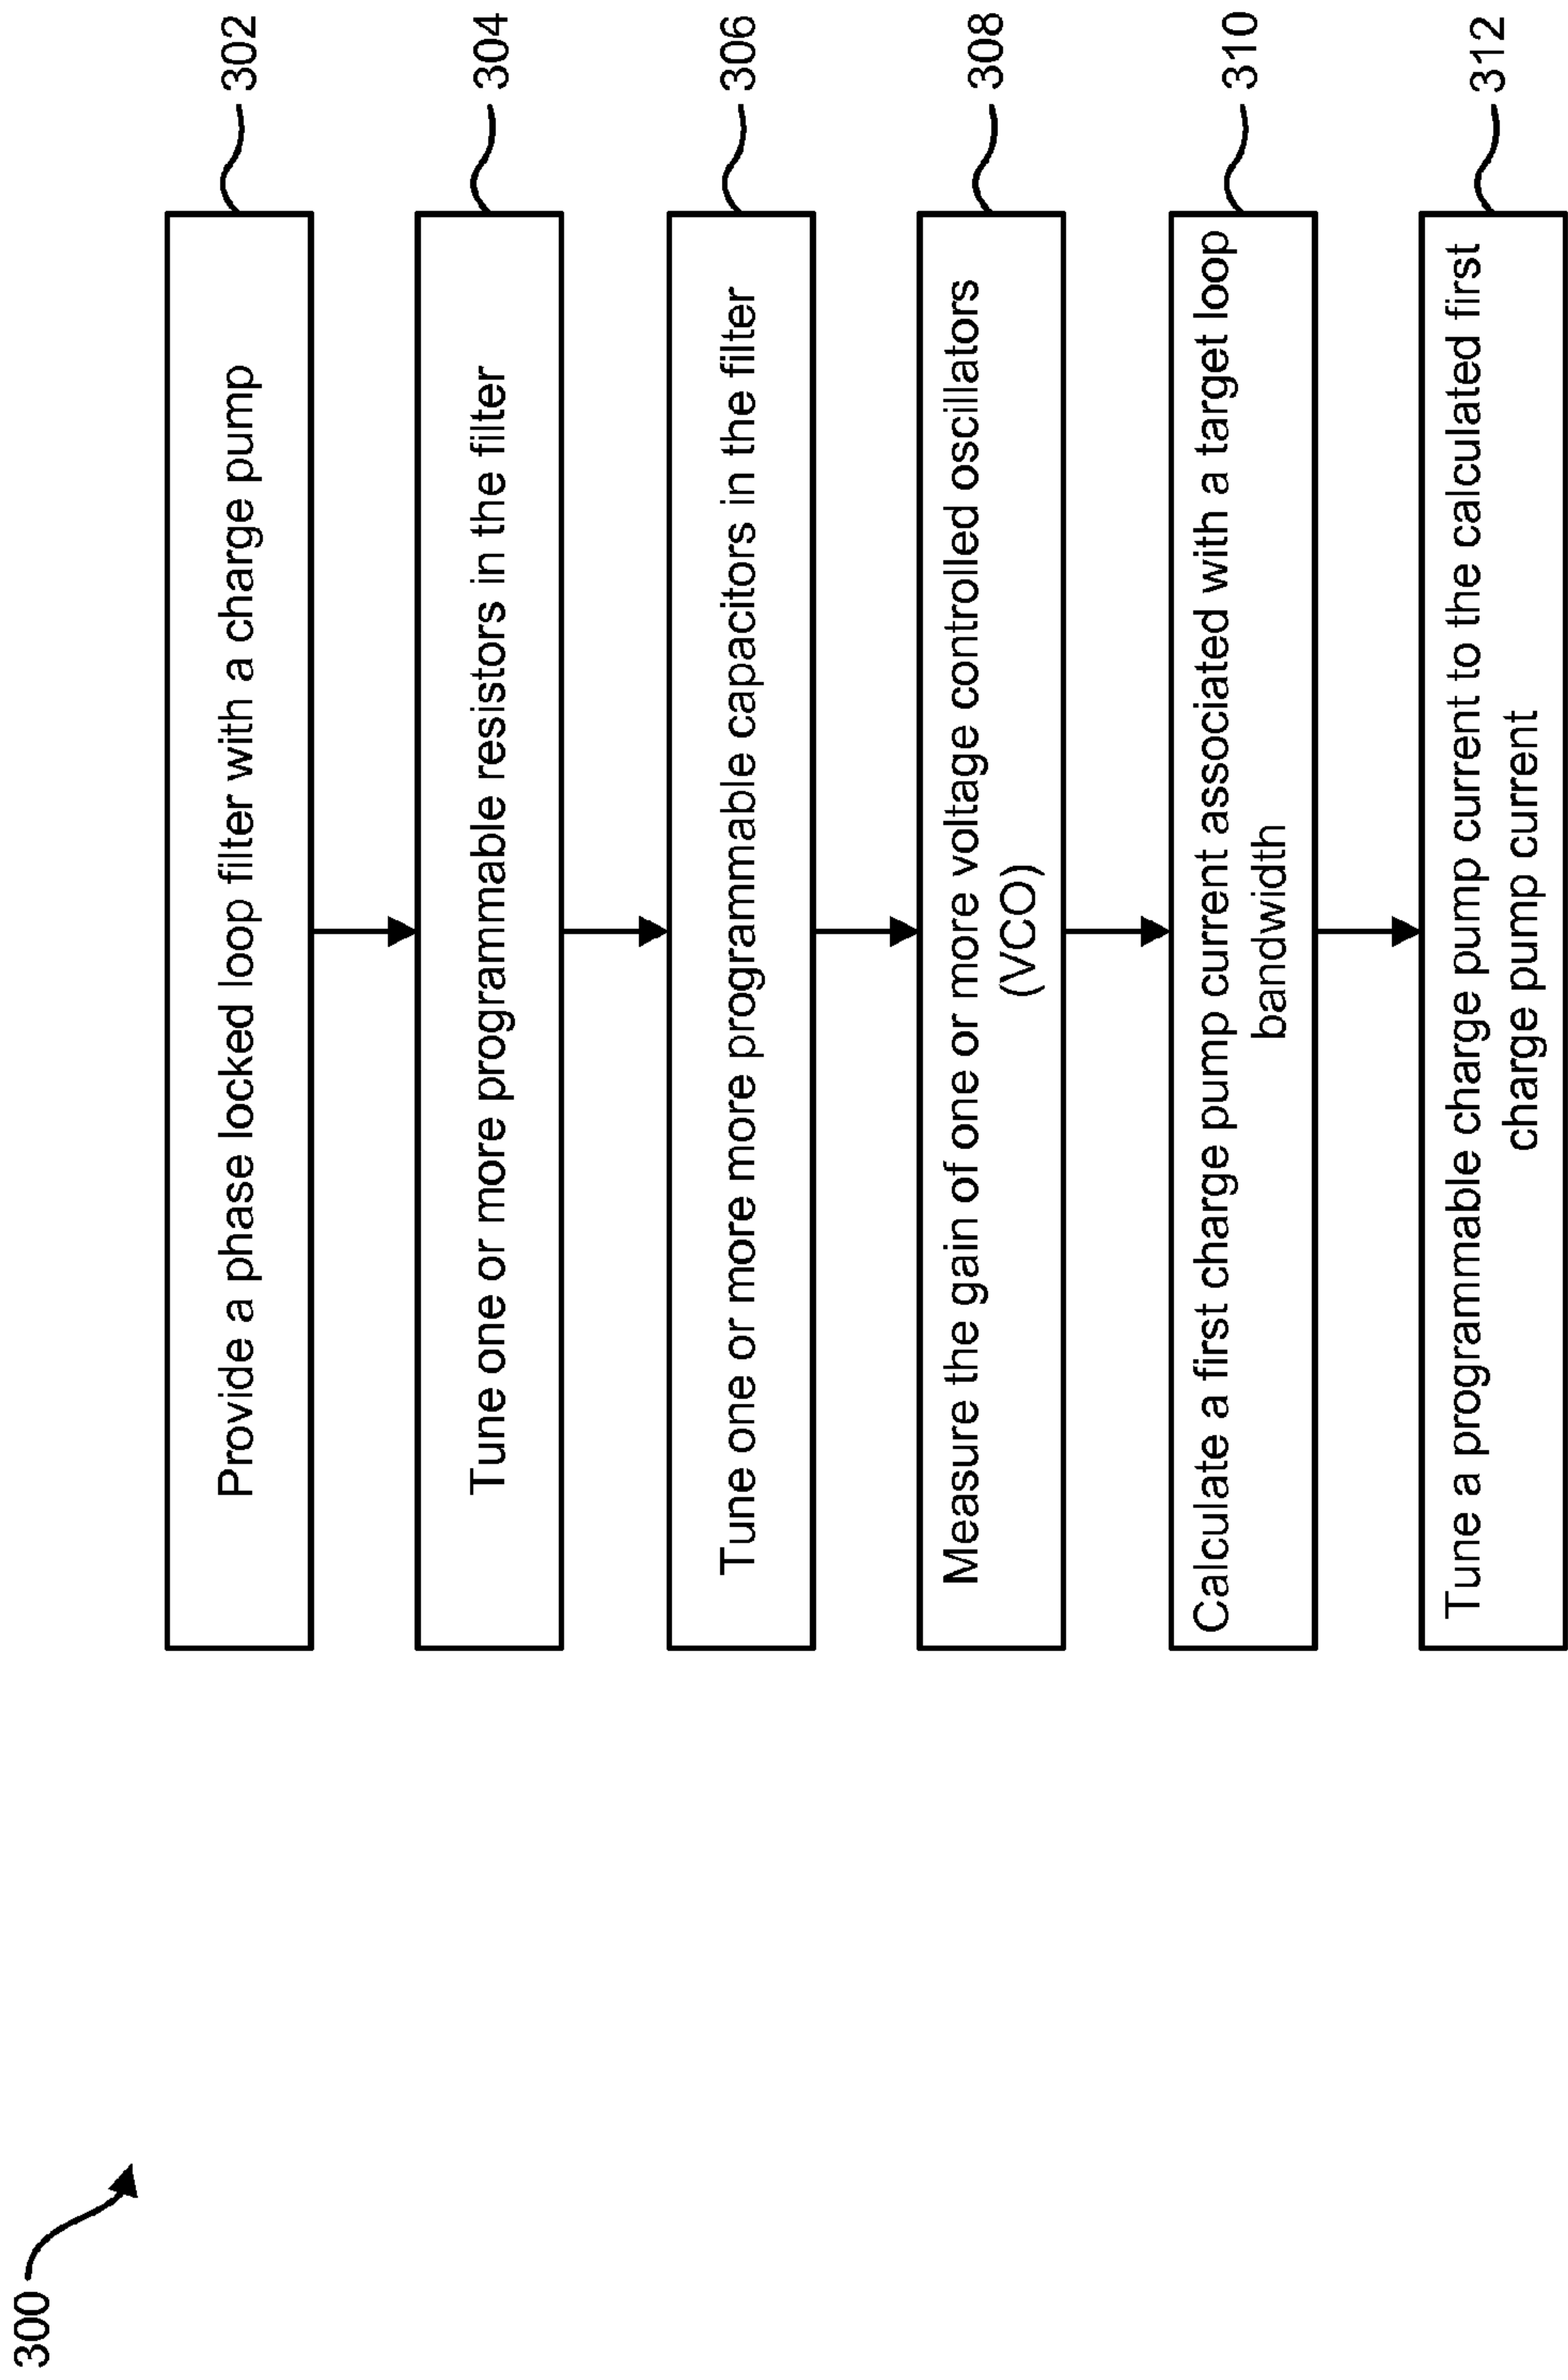 300
Provide a phase locked loop filter with a charge pump
302
Tune one or more programmable resistors in the filter
304
Tune one or more more programmable capacitors in the filter
306
Measure the gain of one or more voltage controlled oscillators
(VCO)
308
Calculate a first charge pump current associated with a target loop
bandwidth
310
Tune a programmable charge pump current to the calculated first
charge pump current
312